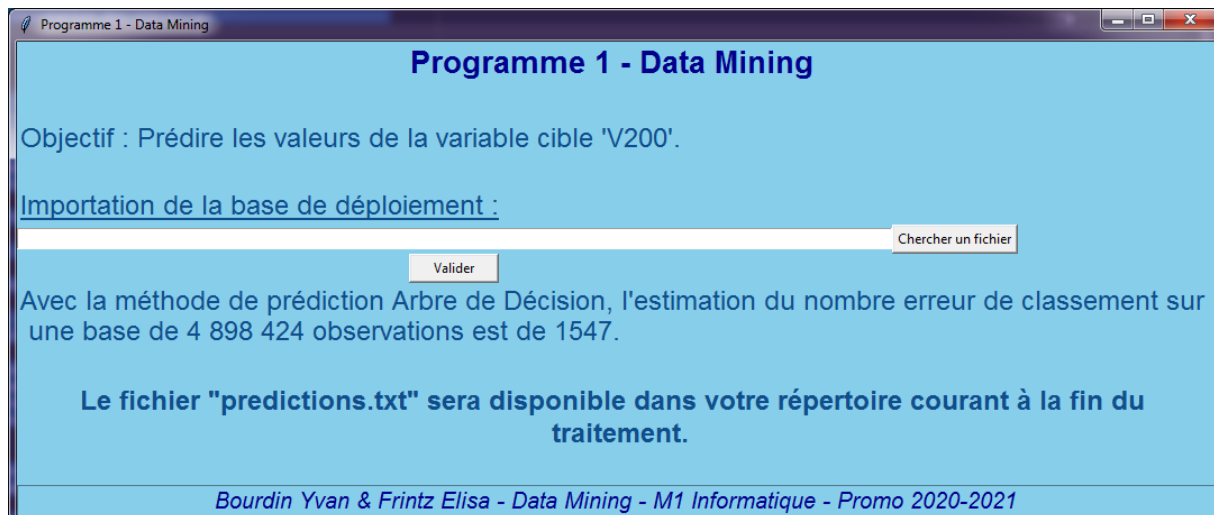 Programme 1 - Data Mining
Programme 1 - Data Mining
Objectif : Prédire les valeurs de la variable cible 'V200'.
Importation de la base de déploiement :
Chercher un fichier
Valider
Avec la méthode de prédiction Arbre de Décision, l'estimation du nombre erreur de classement sur
une base de 4 898 424 observations est de 1547.
Le fichier "predictions.txt" sera disponible dans votre répertoire courant à la fin du
traitement.
Bourdin Yvan & Frintz Elisa - Data Mining - M1 Informatique - Promo 2020-2021